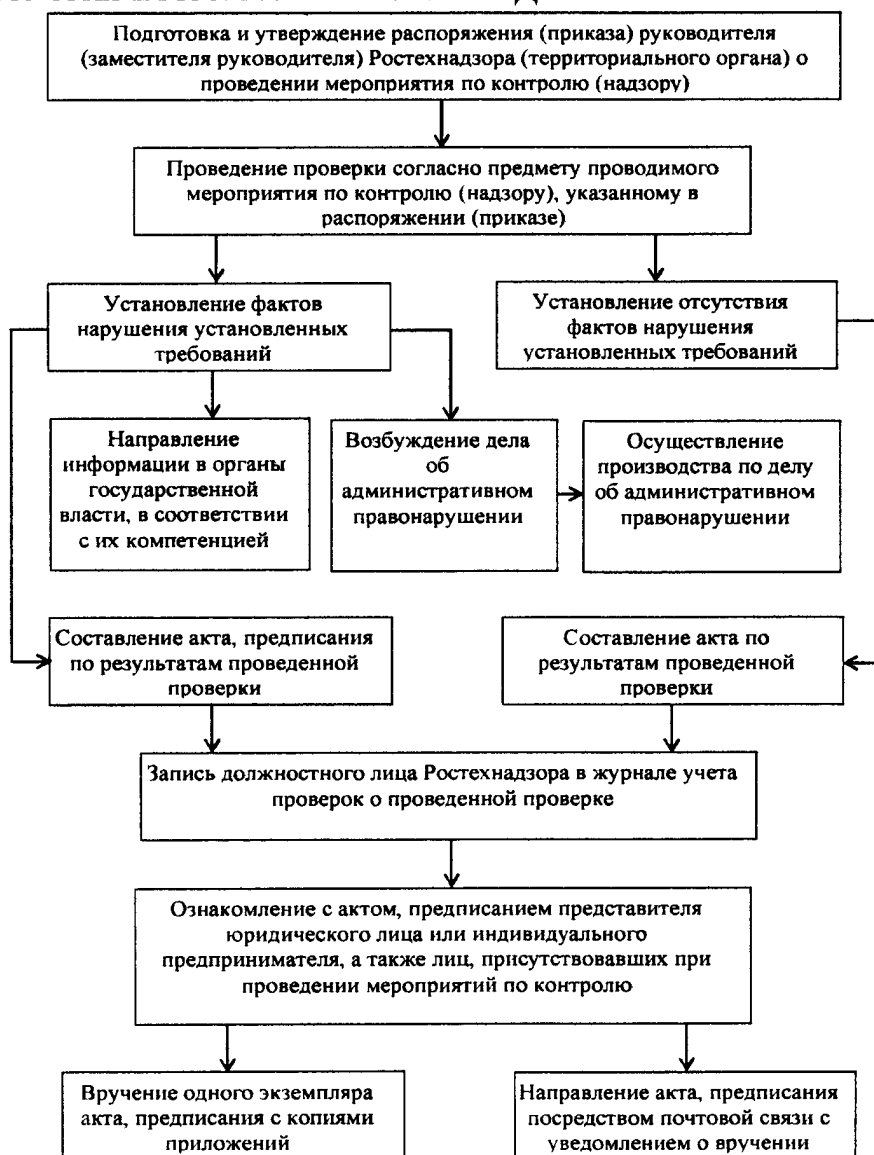 Подготовка и утверждение распоряжения (приказа) руководителя
(заместителя руководителя) Ростехнадзора (территориального органа) о
проведении мероприятия по контролю (надзору)
Проведение проверки согласно предмету проводимого
мероприятия по контролю (надзору), указанному в
распоряжении (приказе)
Установление фактов
нарушения установленных
требований
Установление отсутствия
фактов нарушения
установленных требований
Направление
информации в органы
государственной
власти, в соответствии
с их компетенцией
Возбуждение дела
об
административном
правонарушении
Осуществление
производства по делу
об административном
правонарушении
Составление акта, предписания
по результатам проведенной
проверки
Составление акта по
результатам проведенной
проверки
Запись должностного лица Ростехнадзора в журнале учета
проверок о проведенной проверке
Ознакомление с актом, предписанием представителя
юридического лица или индивидуального
предпринимателя, а также лиц, присутствовавших при
проведении мероприятий по контролю
Вручение одного экземпляра
акта, предписания с копиями
приложений
Направление акта, предписания
посредством почтовой связи с
уведомлением о вручении